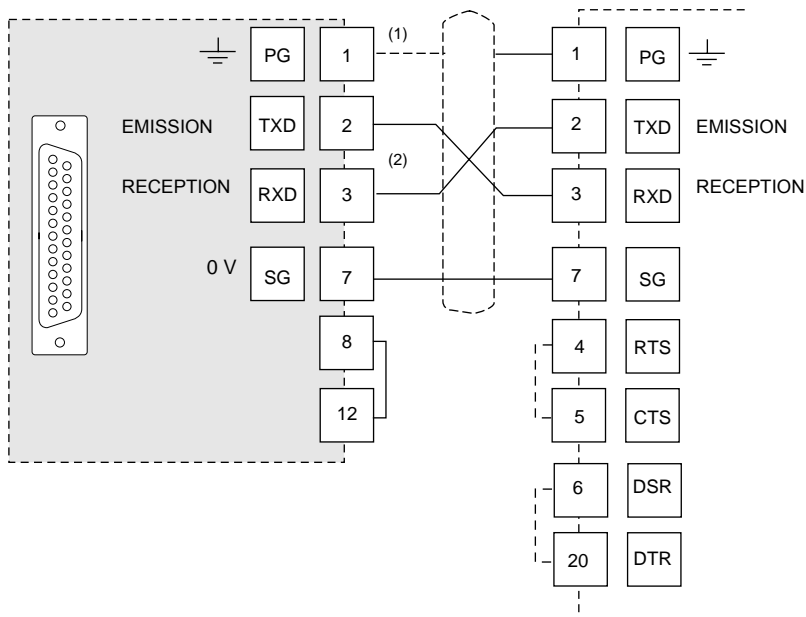 PG 1 (1) 1 PG
EMISSION TXD 2 2 TXD EMISSION
(2)
RECEPTION RXD 3 3 RXD RECEPTION
0 V SG 7 7 SG
8 4 RTS
12 5 CTS
6 DSR
20 DTR